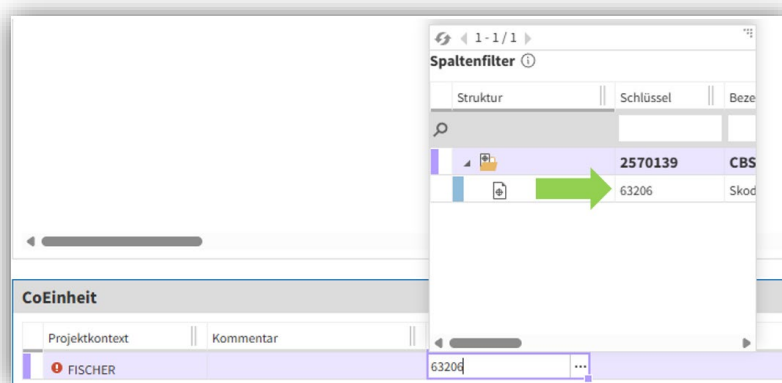 1 - 1 / 1
Spaltenfilter
Struktur Schlüssel Beze
2570139 CBS
63206 Skod
CoEinheit
Projektkontext Kommentar
FISCHER 63206 ...